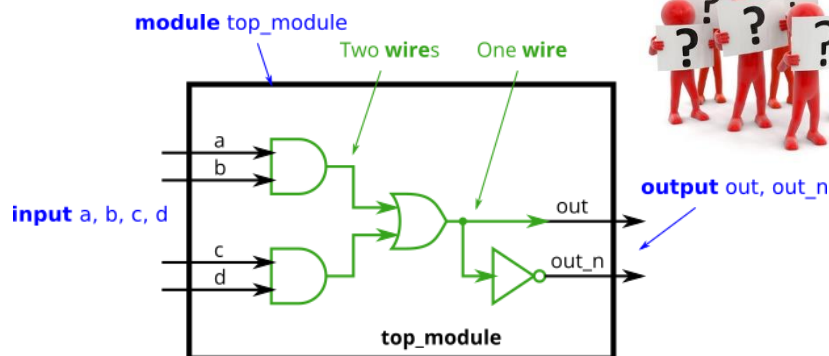 module top_module
Two wires One wire
? ? ? ?
a
b
input a, b, c, d
output out, out_n
out
c
d
out_n
top_module